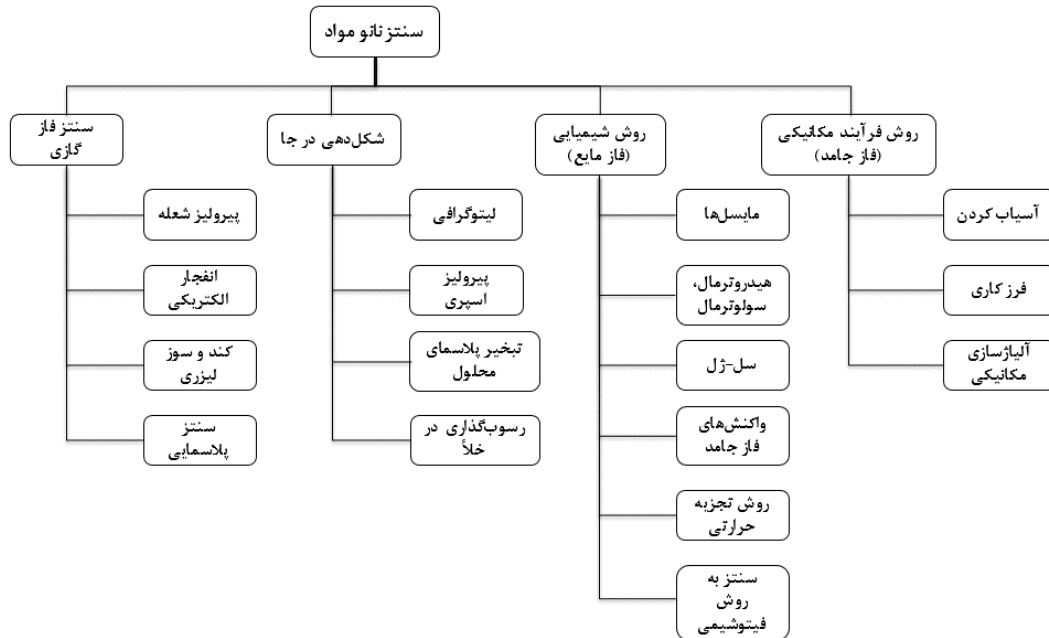 سنتز نانو مواد
روش فرآیند مکانیکی
(فاز جامد)
آسیاب کردن
فرز کاری
آلیاژسازی
مکانیکی
روش شیمیایی
(فاز مایع)
مایسل‌ها
هیدروترمال،
سولوترمال
سل-ژل
واکنش‌های
فاز جامد
روش تجزیه
حرارتی
سنتز به
روش
فیتوشیمی
شکل‌دهی در جا
لیتوگرافی
پیرولیز
اسپری
تبخیر پلاسمای
محلول
رسوب‌گذاری در
خلأ
سنتز فاز
گازی
پیرولیز شعله
انفجار
الکتریکی
کند و سوز
لیزری
سنتز
پلاسمایی